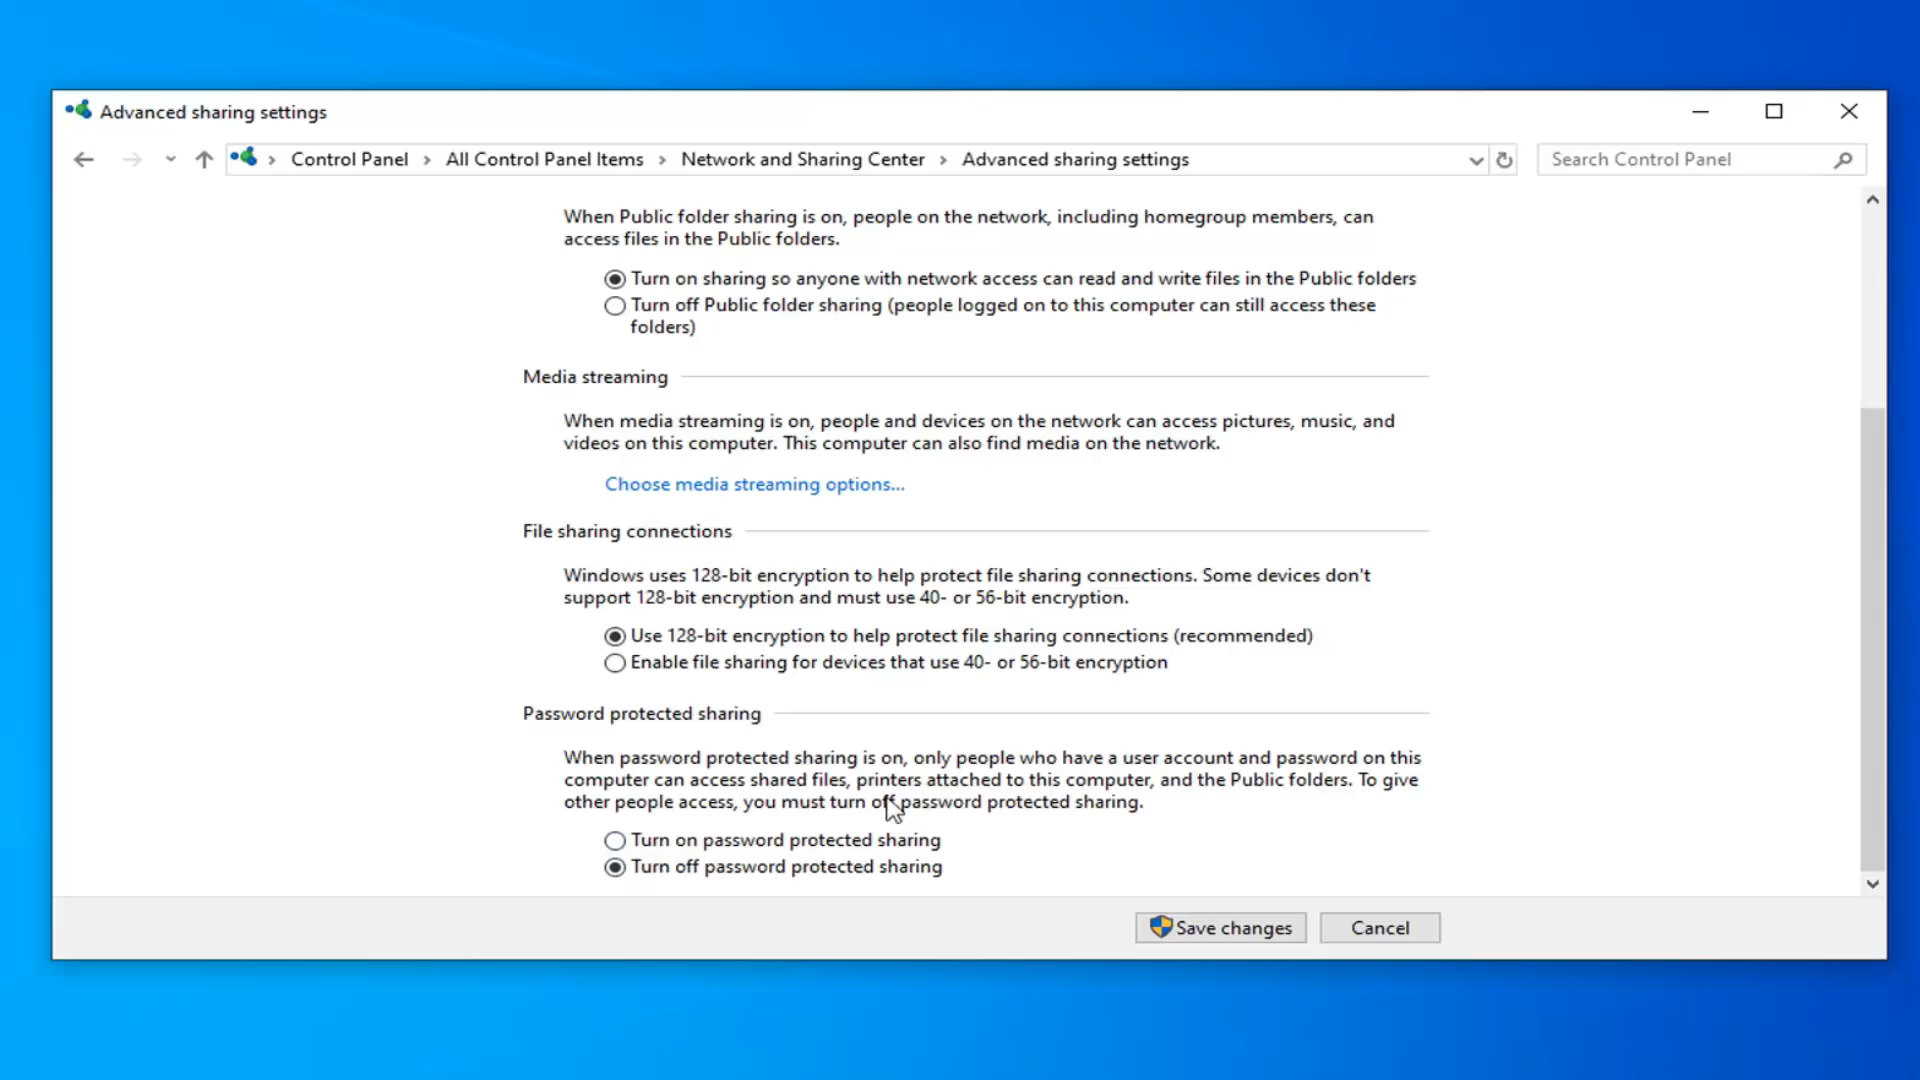 Advanced sharing settings
Control Panel > All Control Panel Items > Network and Sharing Center > Advanced sharing settings
Search Control Panel
When Public folder sharing is on, people on the network, including homegroup members, can
access files in the Public folders.
Turn on sharing so anyone with network access can read and write files in the Public folders
Turn off Public folder sharing (people logged on to this computer can still access these
folders)
Media streaming
When media streaming is on, people and devices on the network can access pictures, music, and
videos on this computer. This computer can also find media on the network.
Choose media streaming options...
File sharing connections
Windows uses 128-bit encryption to help protect file sharing connections. Some devices don't
support 128-bit encryption and must use 40- or 56-bit encryption.
Use 128-bit encryption to help protect file sharing connections (recommended)
Enable file sharing for devices that use 40- or 56-bit encryption
Password protected sharing
When password protected sharing is on, only people who have a user account and password on this
computer can access shared files, printers attached to this computer, and the Public folders. To give
other people access, you must turn off password protected sharing.
Turn on password protected sharing
Turn off password protected sharing
Save changes
Cancel